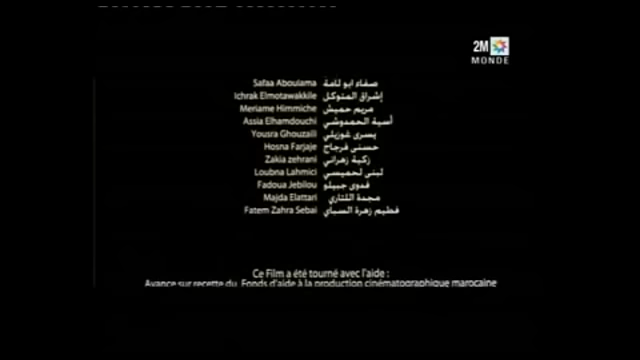 2M
MONDE
Safaa Aboulama صفاء ابو لامة
Ichrak Elmotawakkile إشراق المتوكل
Meriame Himmiche مريم حميش
Assia Elhamdouchi أسية الحمدوشي
Yousra Ghouzaili يسرى غوزيلي
Hosna Farjaje حسنى فرجاج
Zakia zehrani زكية زهراني
Loubna Lahmici لبنى لحميسي
Fadoua Jebilou فدوى جبيلو
Majda Elattari مجدة اللتاري
Fatem Zahra Sebai فطيم زهرة السباي
Ce Film a été tourné avec l'aide :
Avance sur recette du Fonds d'aide à la production cinématographique marocaine